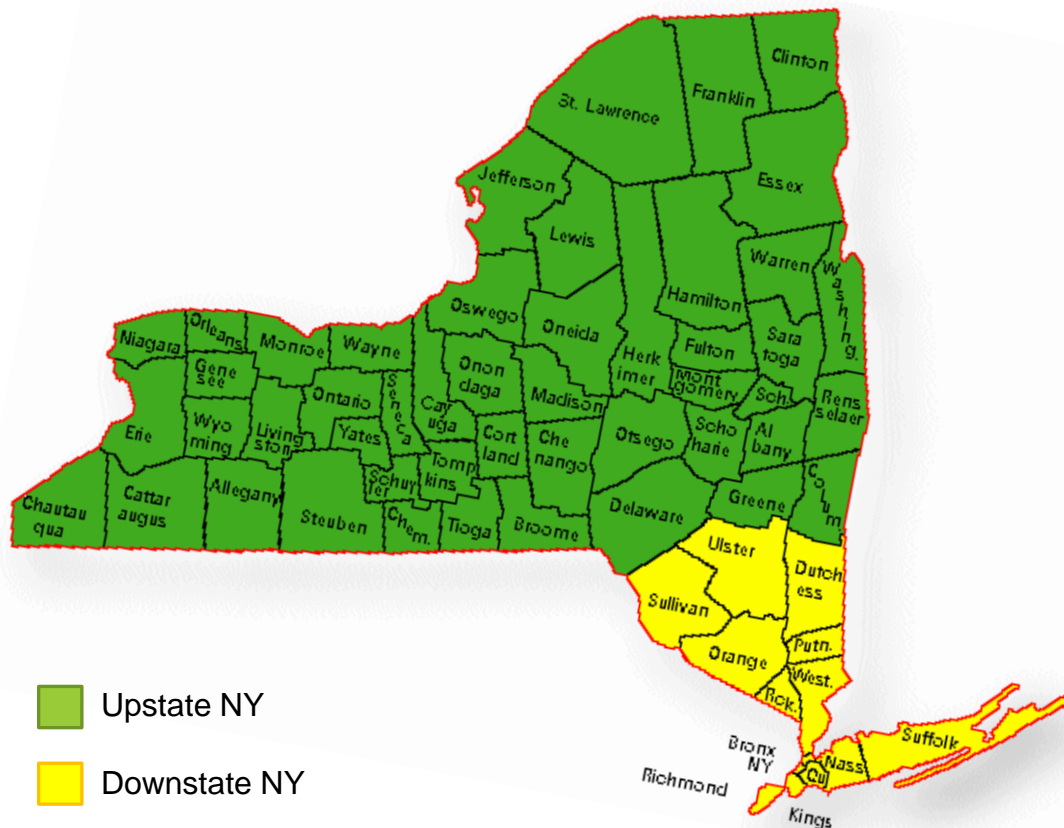 Clinton
Franklin
St. Lawrence
Jefferson
Essex
Lewis
Warren
Washing.
Hamilton
Oswego
Oneida
Herk
imer
Sara
toga
Fulton
Mont
gomery
Niagara
Orleans
Monroe
Wayne
Gene
see
Onon
daga
Madison
Sch.
Rens
selaer
Erie
Wyo
ming
Living
ston
Ontario
Yates
Seneca
Cay
uga
Cort
land
Che
nango
Otsego
Scho
harie
Al
bany
Chautau
qua
Cattar
augus
Allegany
Steuben
Schuy
ler
Tomp
kins
Chem.
Tioga
Broome
Delaware
Greene
Colum.
Ulster
Dutch
ess
Sullivan
Orange
Putn.
West.
Rok.
Upstate NY
Downstate NY
Bronx
NY
Richmond
Kings
Qu
Nass.
Suffolk